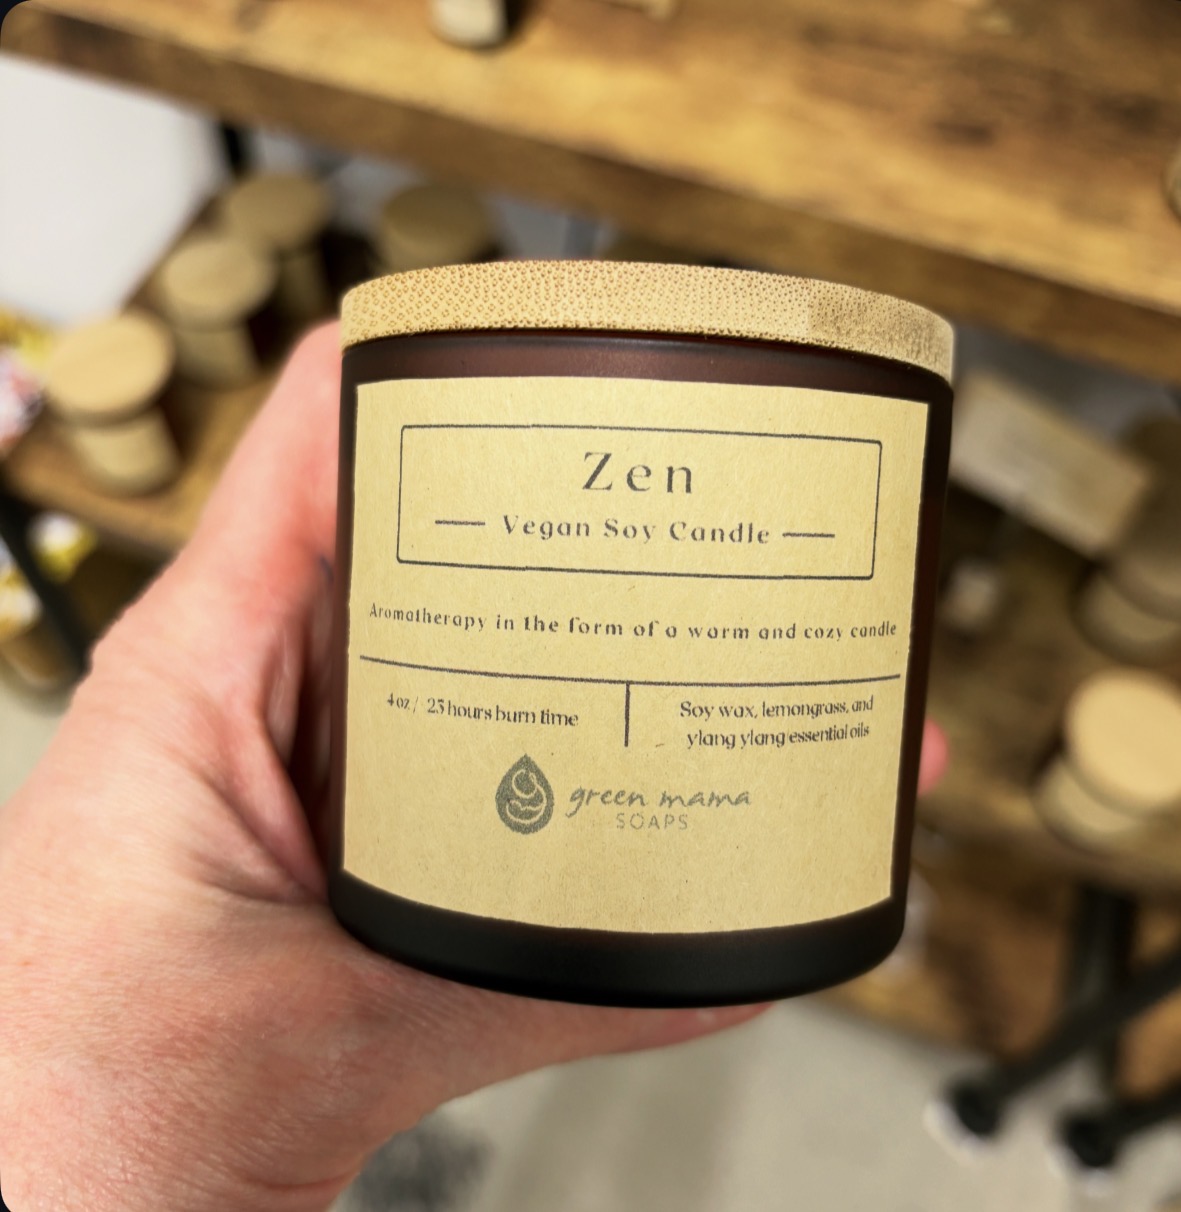 Zen
Vegan Soy Candle
Aromatherapy in the form of a warm and cozy candle
4 oz / 25 hours burn time
Soy wax, lemongrass, and
ylang ylang essential oils
green mama
SOAPS